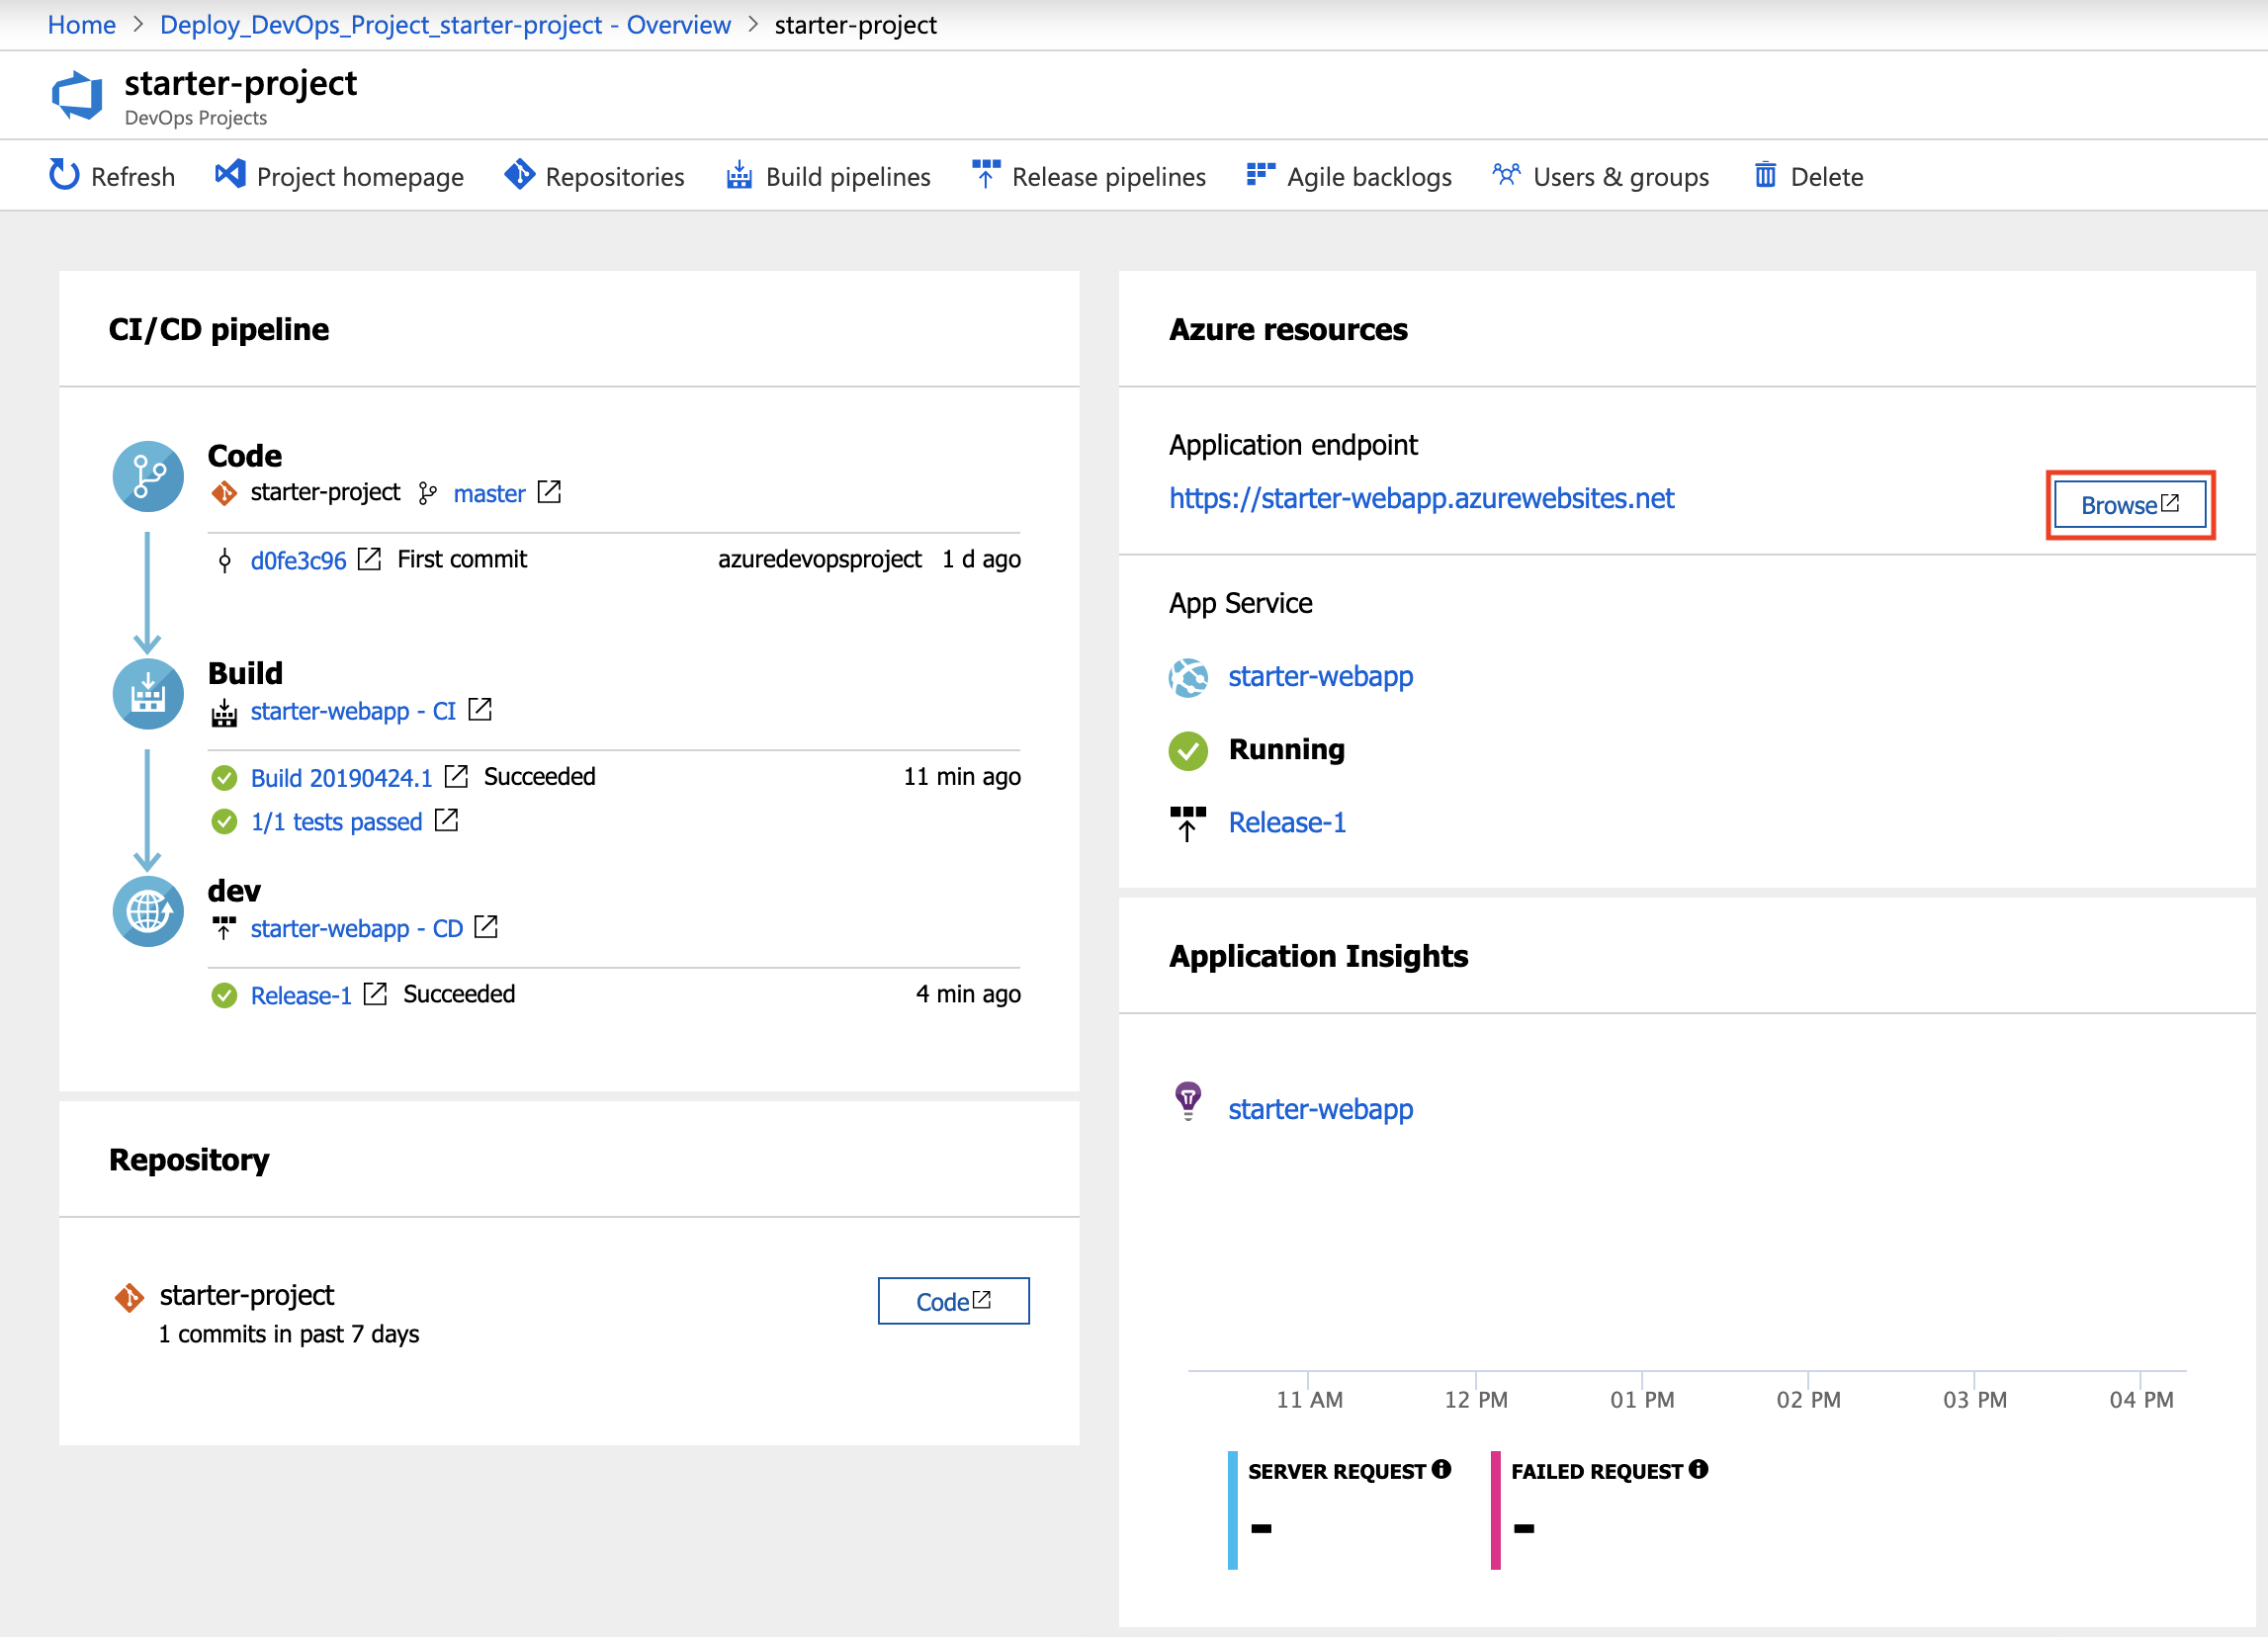 Home > Deploy_DevOps_Project_starter-project - Overview > starter-project
starter-project
DevOps Projects
Refresh Project homepage Repositories Build pipelines Release pipelines Agile backlogs Users & groups Delete
CI/CD pipeline
Code
starter-project master
d0fe3c96 First commit azuredevopsproject 1 d ago
Build
starter-webapp - CI
Build 20190424.1 Succeeded 11 min ago
1/1 tests passed
dev
starter-webapp - CD
Release-1 Succeeded 4 min ago
Repository
starter-project
Code
1 commits in past 7 days
Azure resources
Application endpoint
https://starter-webapp.azurewebsites.net
Browse
App Service
starter-webapp
Running
Release-1
Application Insights
starter-webapp
11 AM 12 PM 01 PM 02 PM 03 PM 04 PM
SERVER REQUEST FAILED REQUEST
- -